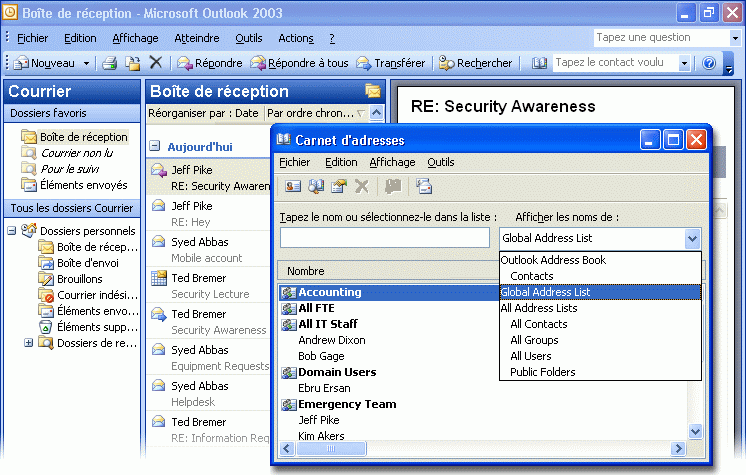 Boîte de réception - Microsoft Outlook 2003
Fichier Edition Affichage Atteindre Outils Actions ? Tapez une question
Nouveau Répondre Répondre à tous Transférer Rechercher Tapez le contact voulu
Courrier
Dossiers favoris
Boîte de réception
Courrier non lu
Pour le suivi
Éléments envoyés
Tous les dossiers Courrier
Dossiers personnels
Boîte de récep...
Boîte d'envoi
Brouillons
Courrier indési...
Éléments envo...
Éléments supp...
Dossiers de re...
Boîte de réception
Réorganiser par : Date Par ordre chron...
Aujourd'hui
Jeff Pike
RE: Security Awaren
Jeff Pike
RE: Hey
Syed Abbas
Mobile account
Ted Bremer
Security Lecture
Ted Bremer
Security Awareness
Syed Abbas
Equipment Requests
Syed Abbas
Helpdesk
Ted Bremer
RE: Information Req
RE: Security Awareness
Carnet d'adresses
Fichier Edition Affichage Outils
Tapez le nom ou sélectionnez-le dans la liste : Afficher les noms de :
Global Address List
Outlook Address Book
Contacts
Global Address List
All Address Lists
All Contacts
All Groups
All Users
Public Folders
Nombre
Accounting
All FTE
All IT Staff
Andrew Dixon
Bob Gage
Domain Users
Ebru Ersan
Emergency Team
Jeff Pike
Kim Akers